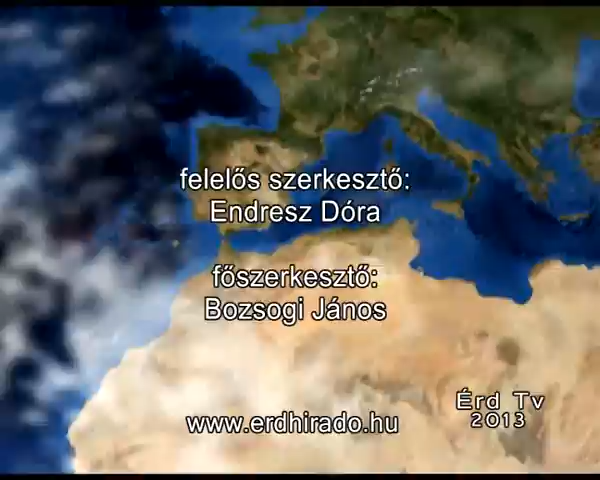 felelős szerkesztő:
Endresz Dóra
főszerkesztő:
Bozsogi János
www.erdhirado.hu
Érd Tv
2013